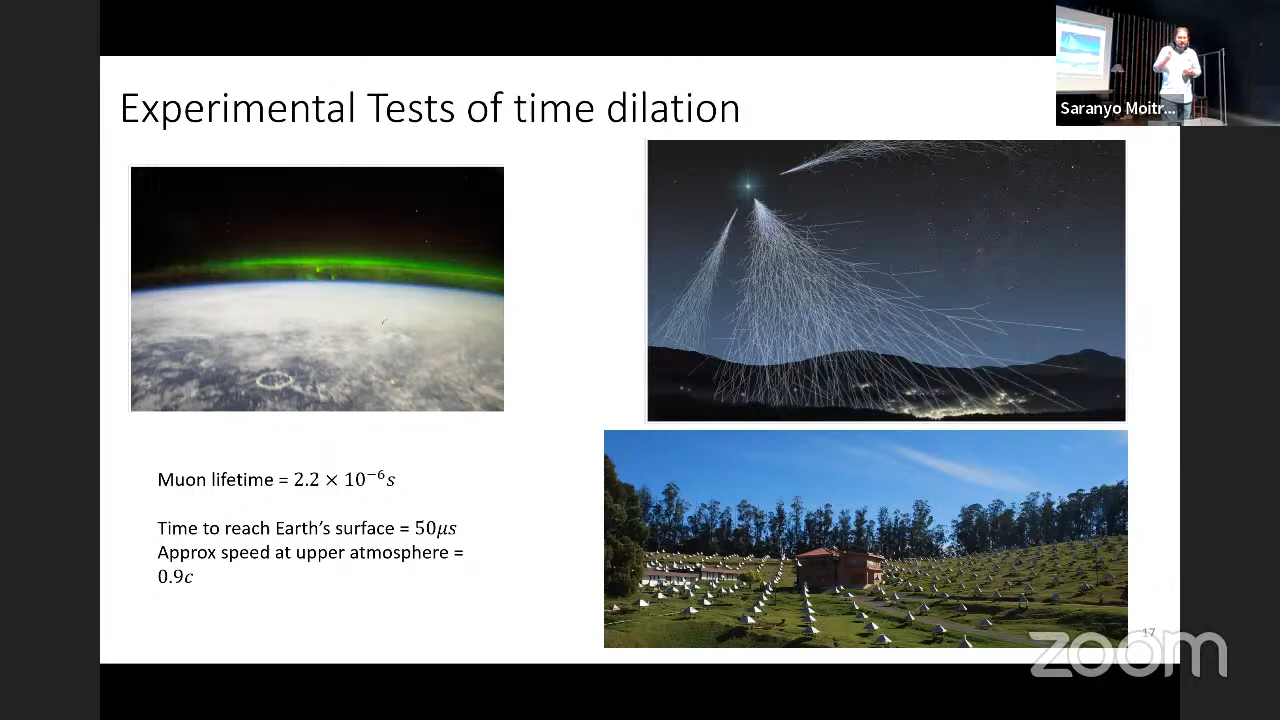 Experimental Tests of time dilation
Saranyo Moitr...
Muon lifetime = 2.2 × 10⁻⁶s
Time to reach Earth's surface = 50μs
Approx speed at upper atmosphere =
0.9c
17
zoom